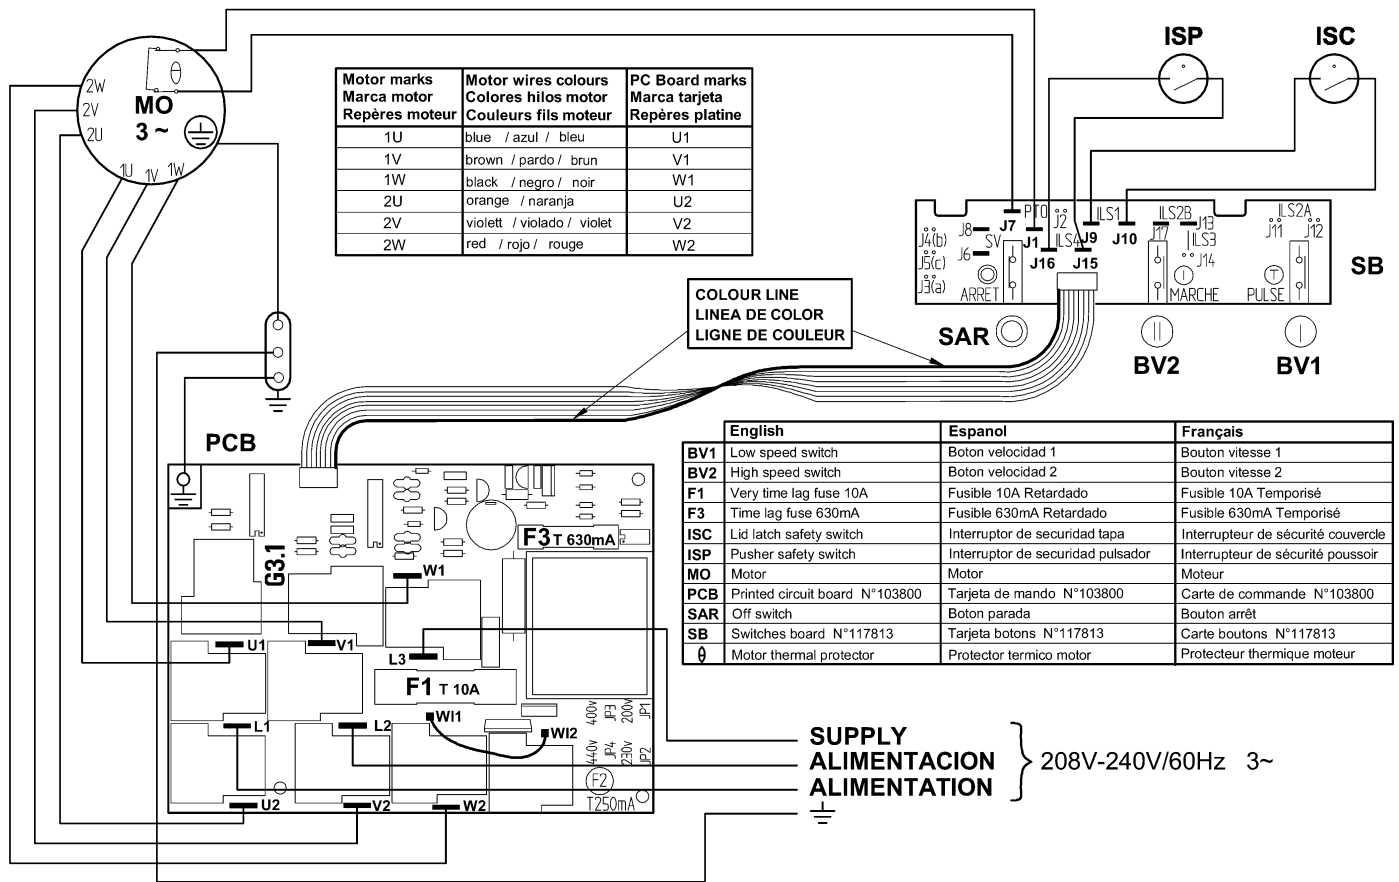 ISP
ISC
2W
2V
2U
MO
3 ~
θ
1U
1V
1W
Motor marks
Marca motor
Repères moteur
Motor wires colours
Colores hilos motor
Couleurs fils moteur
PC Board marks
Marca tarjeta
Repères platine
1U blue / azul / bleu U1
1V brown / pardo / brun V1
1W black / negro / noir W1
2U orange / naranja U2
2V violett / violado / violet V2
2W red / rojo / rouge W2
PTO
J2
ILS1
ILS2B
ILS2A
J7
J1
J9
J10
J17
J13
J11
J12
J8
J4(b)
SV
ILS4
ILS3
J6
J5(c)
J16
J15
J14
J3(a)
ARRET
MARCHE
PULSE
SB
SAR
BV2
BV1
COLOUR LINE
LINEA DE COLOR
LIGNE DE COULEUR
PCB
English Espanol Français
BV1 Low speed switch Boton velocidad 1 Bouton vitesse 1
BV2 High speed switch Boton velocidad 2 Bouton vitesse 2
F1 Very time lag fuse 10A Fusible 10A Retardado Fusible 10A Temporisé
F3 Time lag fuse 630mA Fusible 630mA Retardado Fusible 630mA Temporisé
ISC Lid latch safety switch Interruptor de securidad tapa Interrupteur de sécurité couvercle
ISP Pusher safety switch Interruptor de securidad pulsador Interrupteur de sécurité poussoir
MO Motor Motor Moteur
PCB Printed circuit board N°103800 Tarjeta de mando N°103800 Carte de commande N°103800
SAR Off switch Boton parada Bouton arrêt
SB Switches board N°117813 Tarjeta botons N°117813 Carte boutons N°117813
θ Motor thermal protector Protector termico motor Protecteur thermique moteur
F3 T 630mA
G3.1
W1
U1
V1
L3
F1 T 10A
L1
L2
WI1
WI2
400v
JP3
200v
JP1
440v
JP4
230v
JP2
F2
T250mA
U2
V2
W2
SUPPLY
ALIMENTACION
ALIMENTATION
208V-240V/60Hz 3~